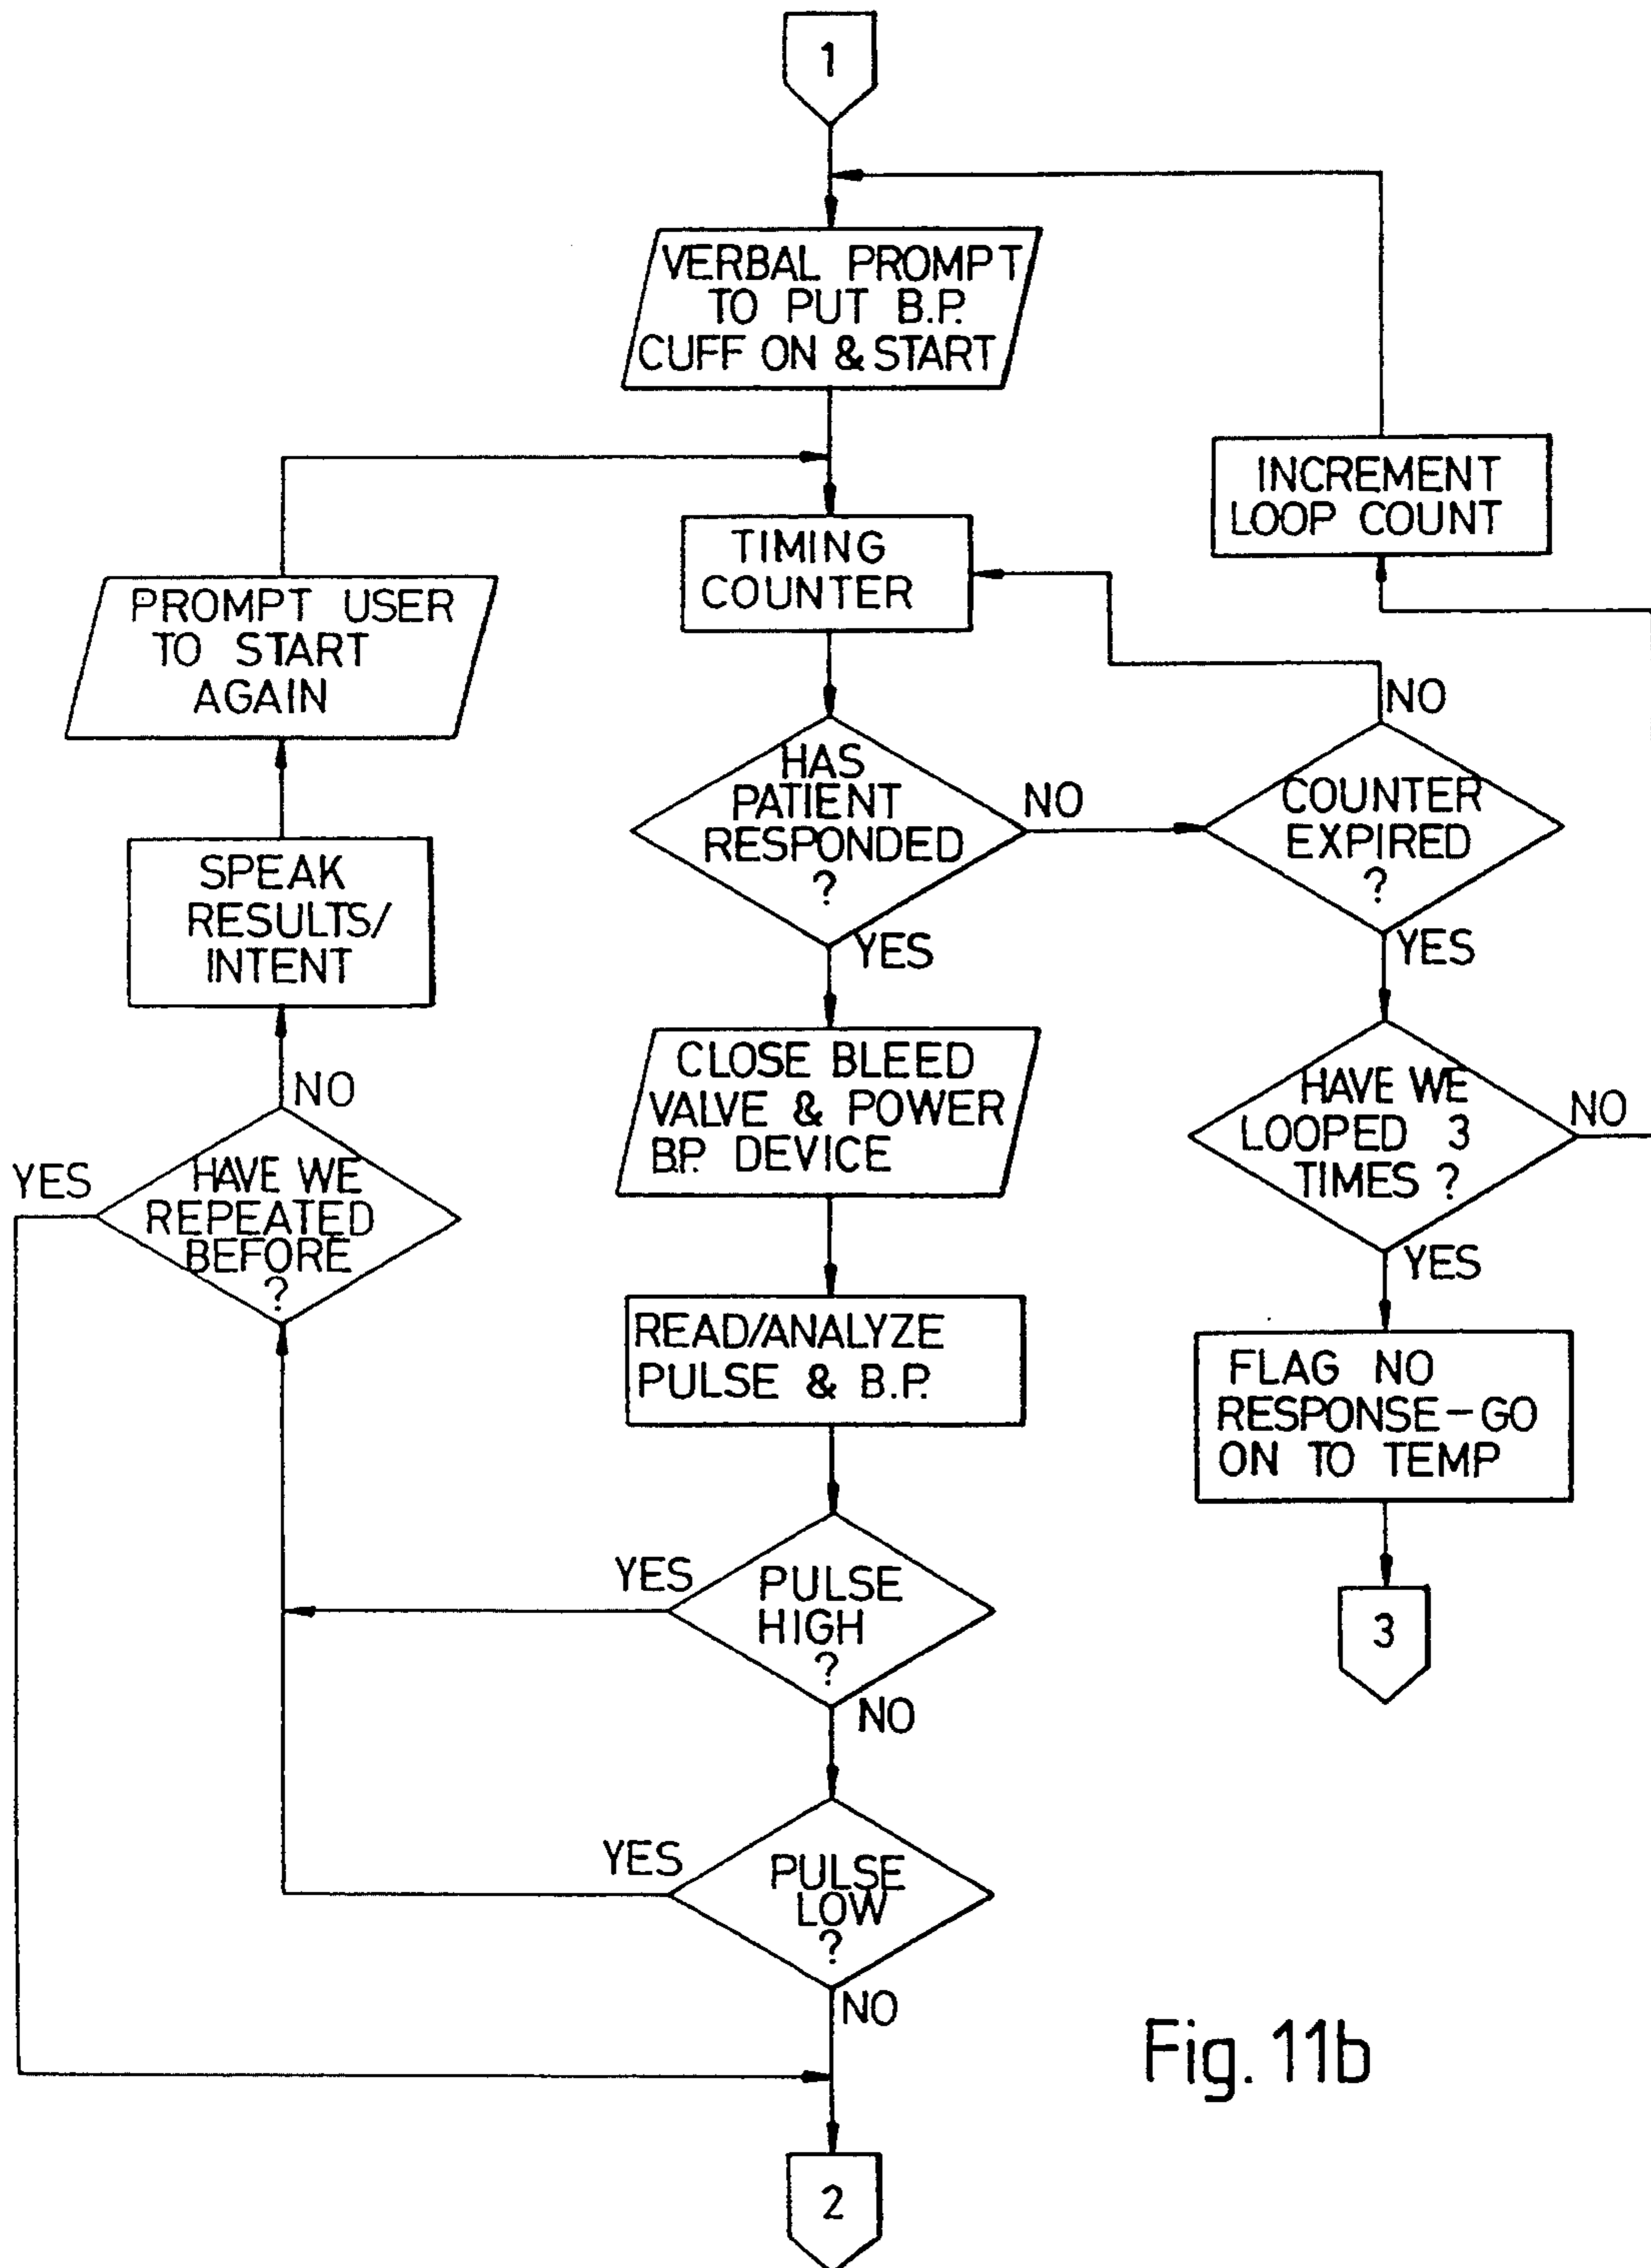 1
VERBAL PROMPT
TO PUT B.P.
CUFF ON & START
INCREMENT
LOOP COUNT
TIMING
COUNTER
PROMPT USER
TO START
AGAIN
NO
HAS
PATIENT
RESPONDED
?
NO
COUNTER
EXPIRED
?
SPEAK
RESULTS/
INTENT
YES
YES
CLOSE BLEED
VALVE & POWER
B.P. DEVICE
HAVE WE
LOOPED 3
TIMES ?
NO
NO
YES
HAVE WE
REPEATED
BEFORE
?
YES
READ/ANALYZE
PULSE & B.P.
FLAG NO
RESPONSE-GO
ON TO TEMP
YES
PULSE
HIGH
?
3
NO
YES
PULSE
LOW
?
NO
Fig. 11b
2